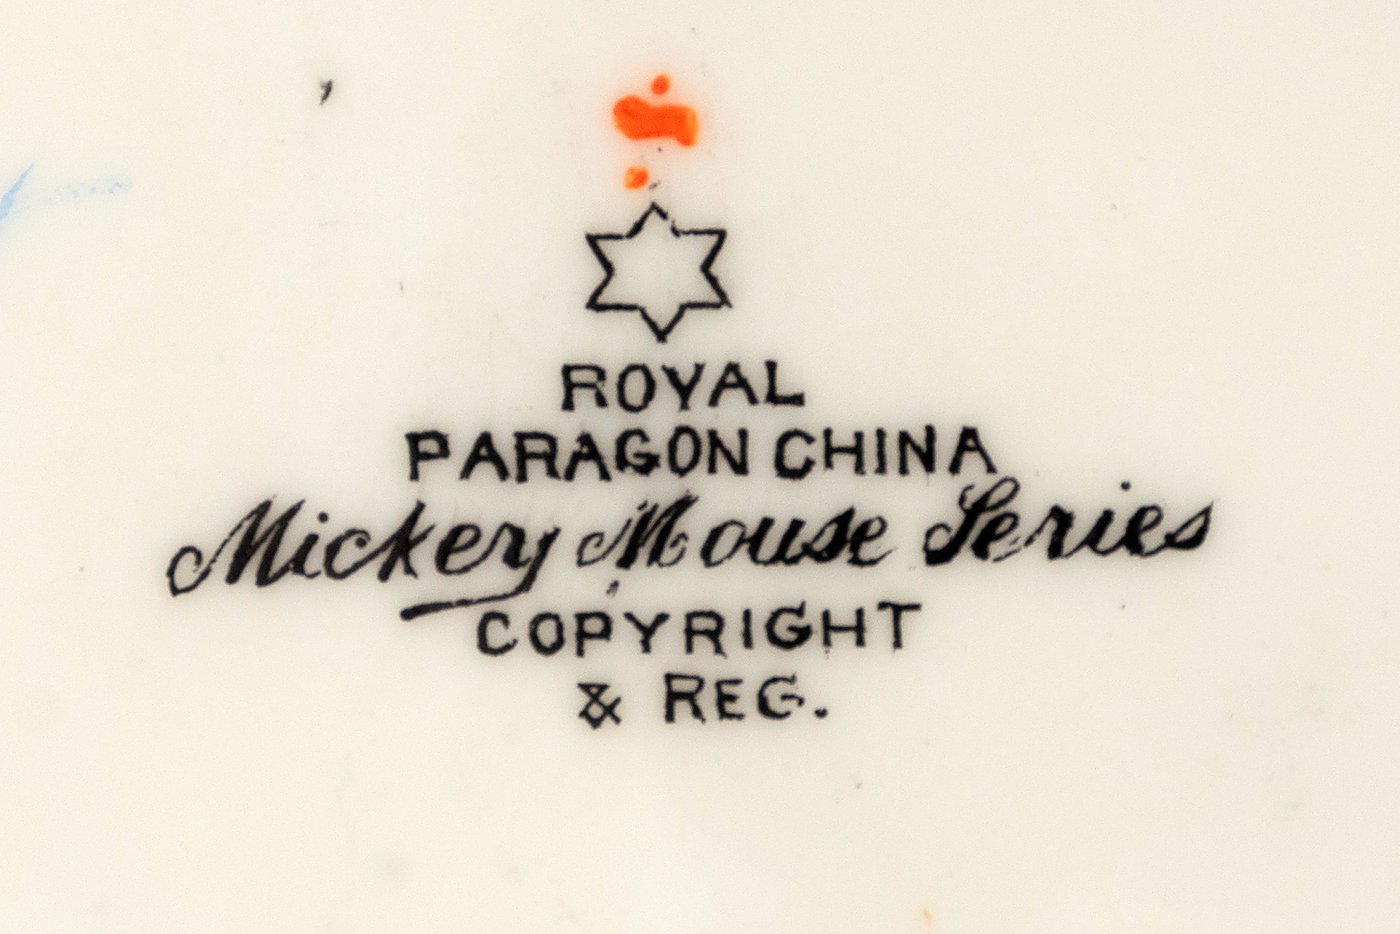 ROYAL
PARAGON CHINA
Mickey Mouse Series
COPYRIGHT
& REG.